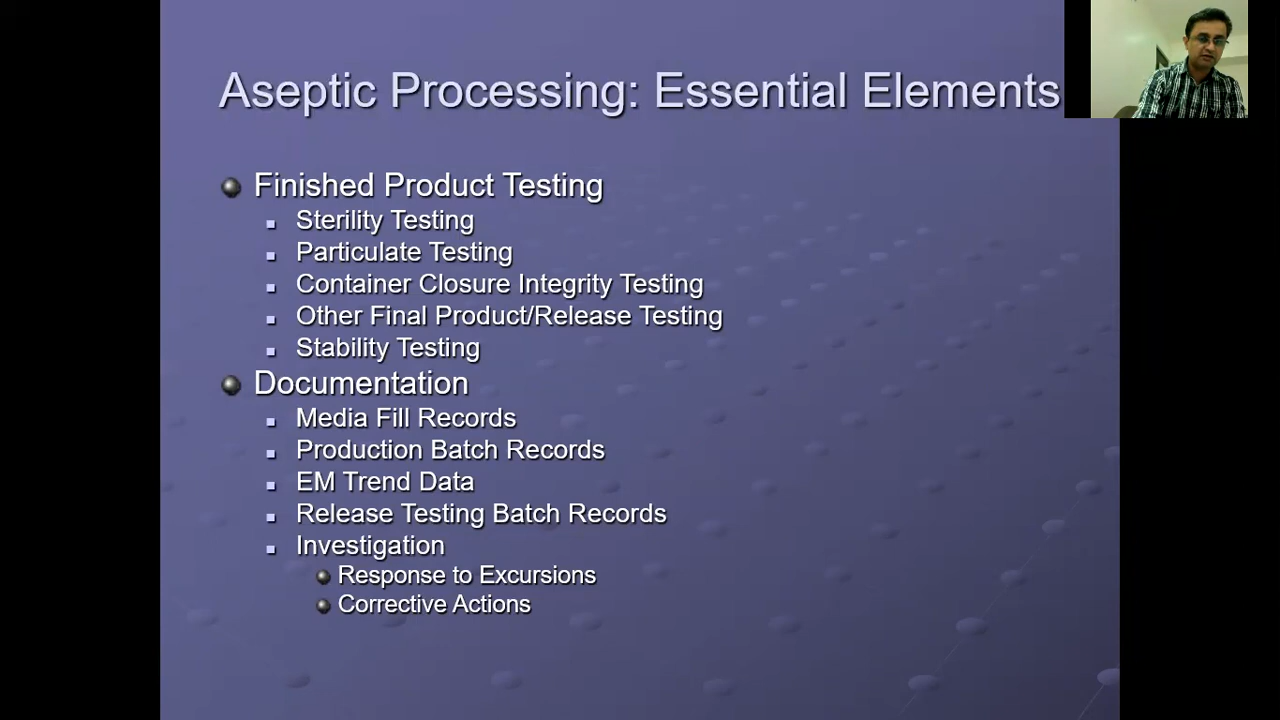 Aseptic Processing: Essential Elements
Finished Product Testing
Sterility Testing
Particulate Testing
Container Closure Integrity Testing
Other Final Product/Release Testing
Stability Testing
Documentation
Media Fill Records
Production Batch Records
EM Trend Data
Release Testing Batch Records
Investigation
Response to Excursions
Corrective Actions